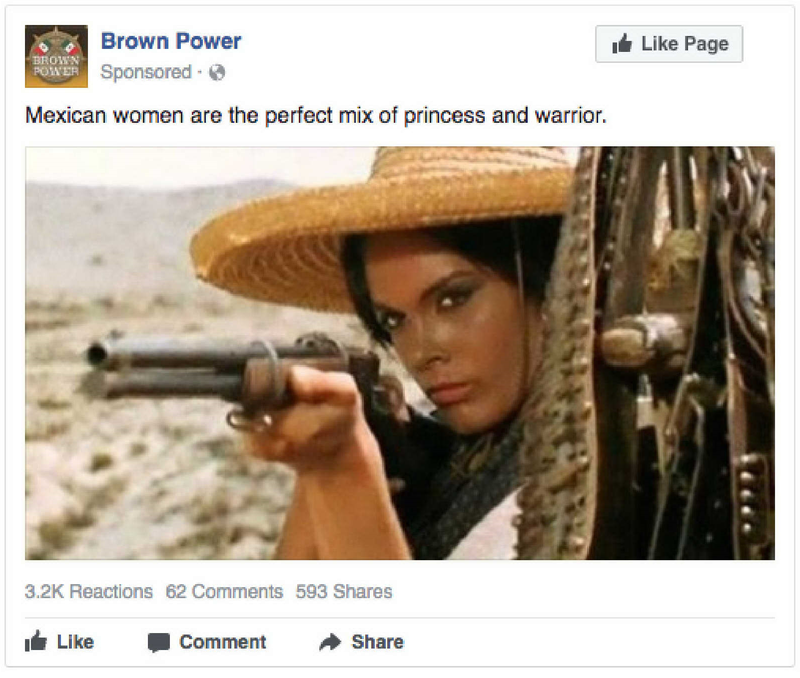 Brown Power
Sponsored ·
Like Page
BROWN
POWER
Mexican women are the perfect mix of princess and warrior.
3.2K Reactions 62 Comments 593 Shares
Like Comment Share